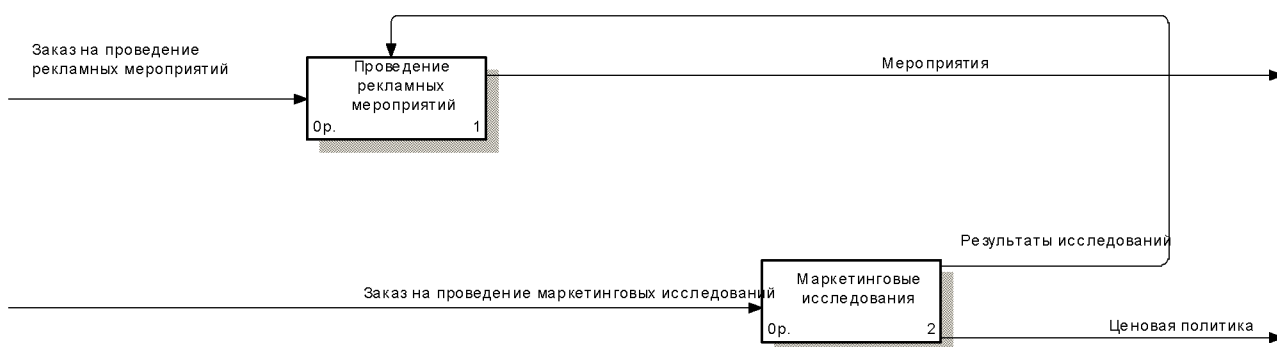 Заказ на проведение
рекламных мероприятий
Проведение
рекламных
мероприятий
0р. 1
Мероприятия
Результаты исследований
Заказ на проведение маркетинговых исследований
Маркетинговые
исследования
0р. 2
Ценовая политика